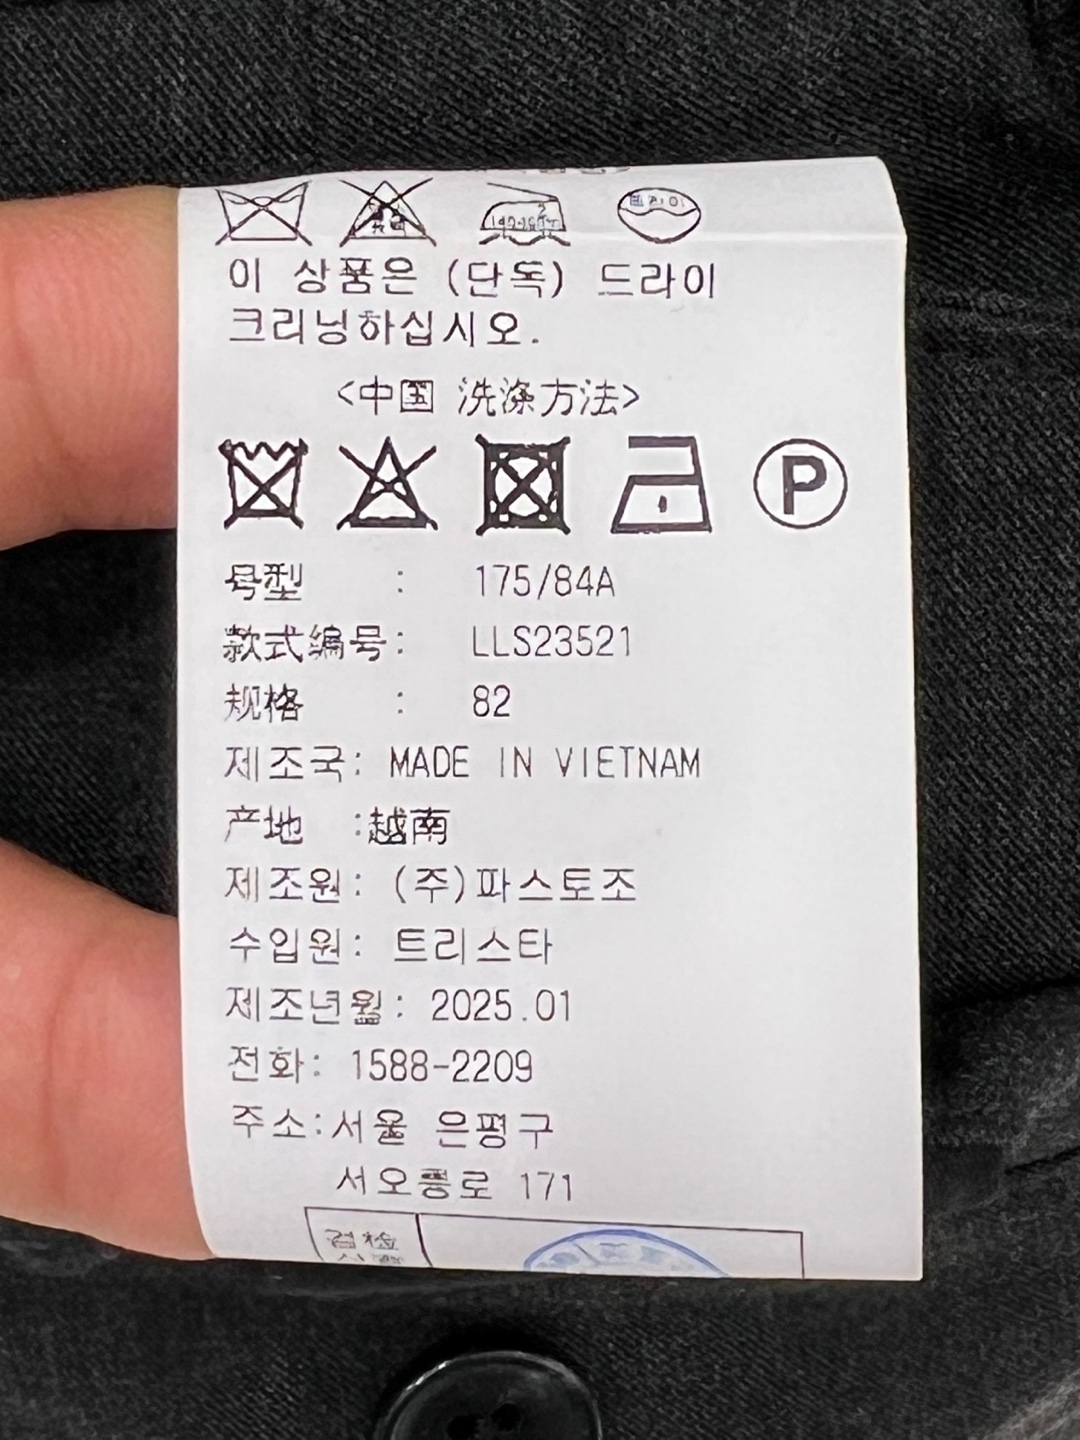 이 상품은 (단독) 드라이
크리닝하십시오.
<中国 洗涤方法>
P
号型 : 175/84A
款式编号: LLS23521
规格 : 82
제조국: MADE IN VIETNAM
产地 :越南
제조원: (주)파스토조
수입원: 트리스타
제조년월: 2025.01
전화: 1588-2209
주소:서울 은평구
서오릉로 171